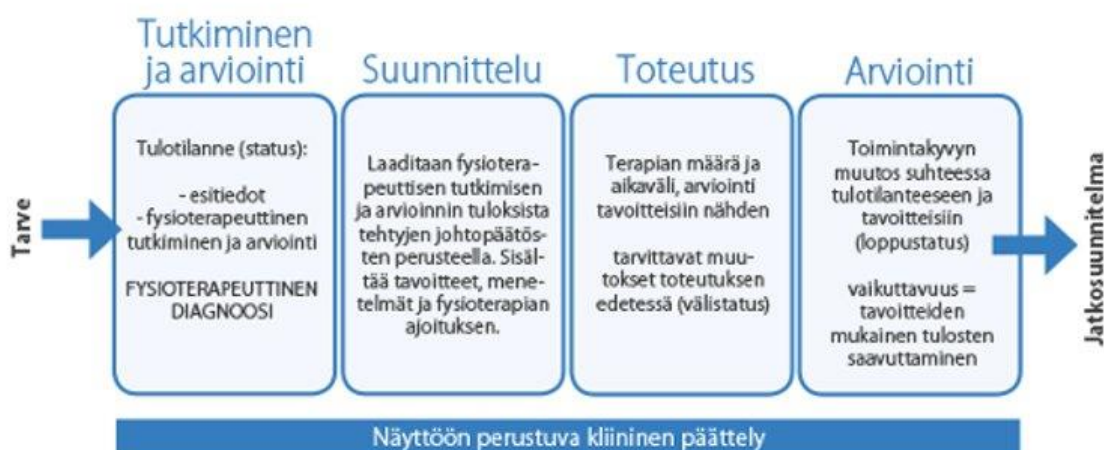 Tarve
Tutkiminen
ja arviointi
Tulotilanne (status):
- esitiedot
- fysioterapeuttinen
tutkiminen ja arviointi
FYSIOTERAPEUTTINEN
DIAGNOOSI
Suunnittelu
Laaditaan fysiotera-
peuttisen tutkimisen
ja arvioinnin tuloksista
tehtyjen johtopäätös-
ten perusteella. Sisäl-
tää tavoitteet, mene-
telmät ja fysioterapian
ajoituksen.
Toteutus
Terapian määrä ja
aikaväli, arviointi
tavoitteisiin nähden
tarvittavat muu-
tokset toteutuksen
edetessä (välistatus)
Arviointi
Toimintakyvyn
muutos suhteessa
tulotilanteeseen ja
tavoitteisiin
(loppustatus)
vaikuttavuus =
tavoitteiden
mukainen tulosten
saavuttaminen
Jatkosuunnitelma
Näyttöön perustuva kliininen päättely